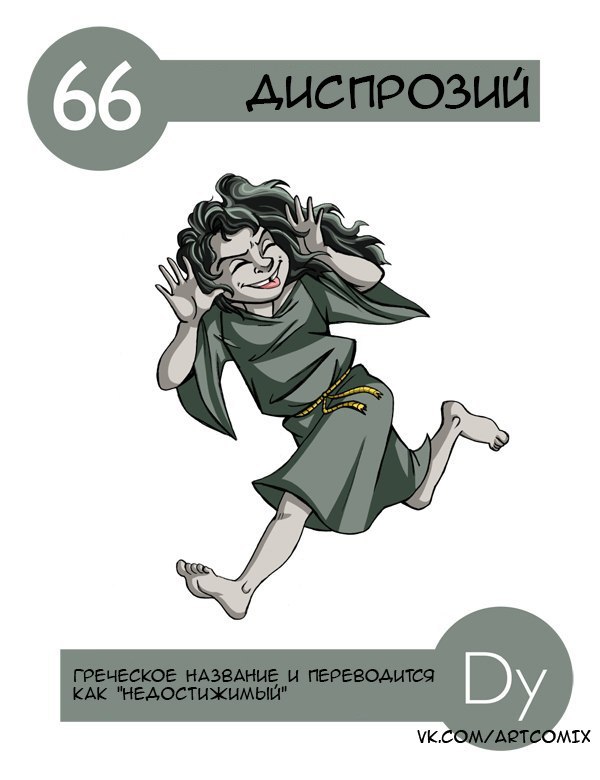 66
ДИСПРОЗИЙ
ГРЕЧЕСКОЕ НАЗВАНИЕ И ПЕРЕВОДИТСЯ
КАК "НЕДОСТИЖИМЫЙ"
Dy
VK.COM/ARTCOMIX